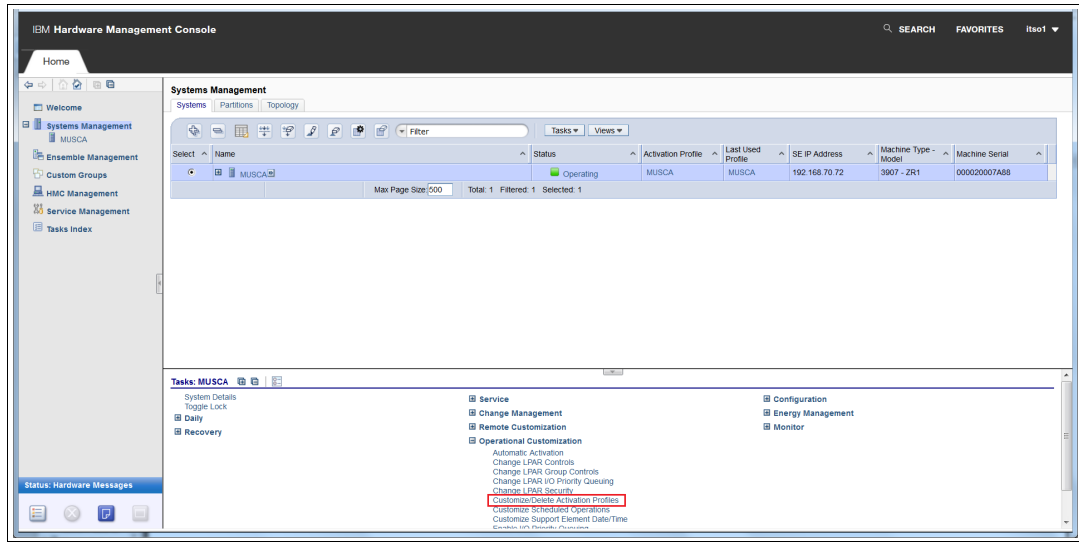 IBM Hardware Management Console
SEARCH FAVORITES itso1
Home
Welcome
Systems Management
MUSCA
Ensemble Management
Custom Groups
HMC Management
Service Management
Tasks Index
Status: Hardware Messages
Systems Management
Systems Partitions Topology
Filter Tasks Views
Select Name Status Activation Profile Last Used Profile SE IP Address Machine Type - Model Machine Serial
MUSCA Operating MUSCA MUSCA 192.168.70.72 3907 - ZR1 000020007A88
Max Page Size: 500 Total: 1 Filtered: 1 Selected: 1
Tasks: MUSCA
System Details
Toggle Lock
Daily
Recovery
Service
Change Management
Remote Customization
Operational Customization
Automatic Activation
Change LPAR Controls
Change LPAR Group Controls
Change LPAR I/O Priority Queuing
Change LPAR Security
Customize/Delete Activation Profiles
Customize Scheduled Operations
Customize Support Element Date/Time
Enable I/O Priority Queuing
Configuration
Energy Management
Monitor